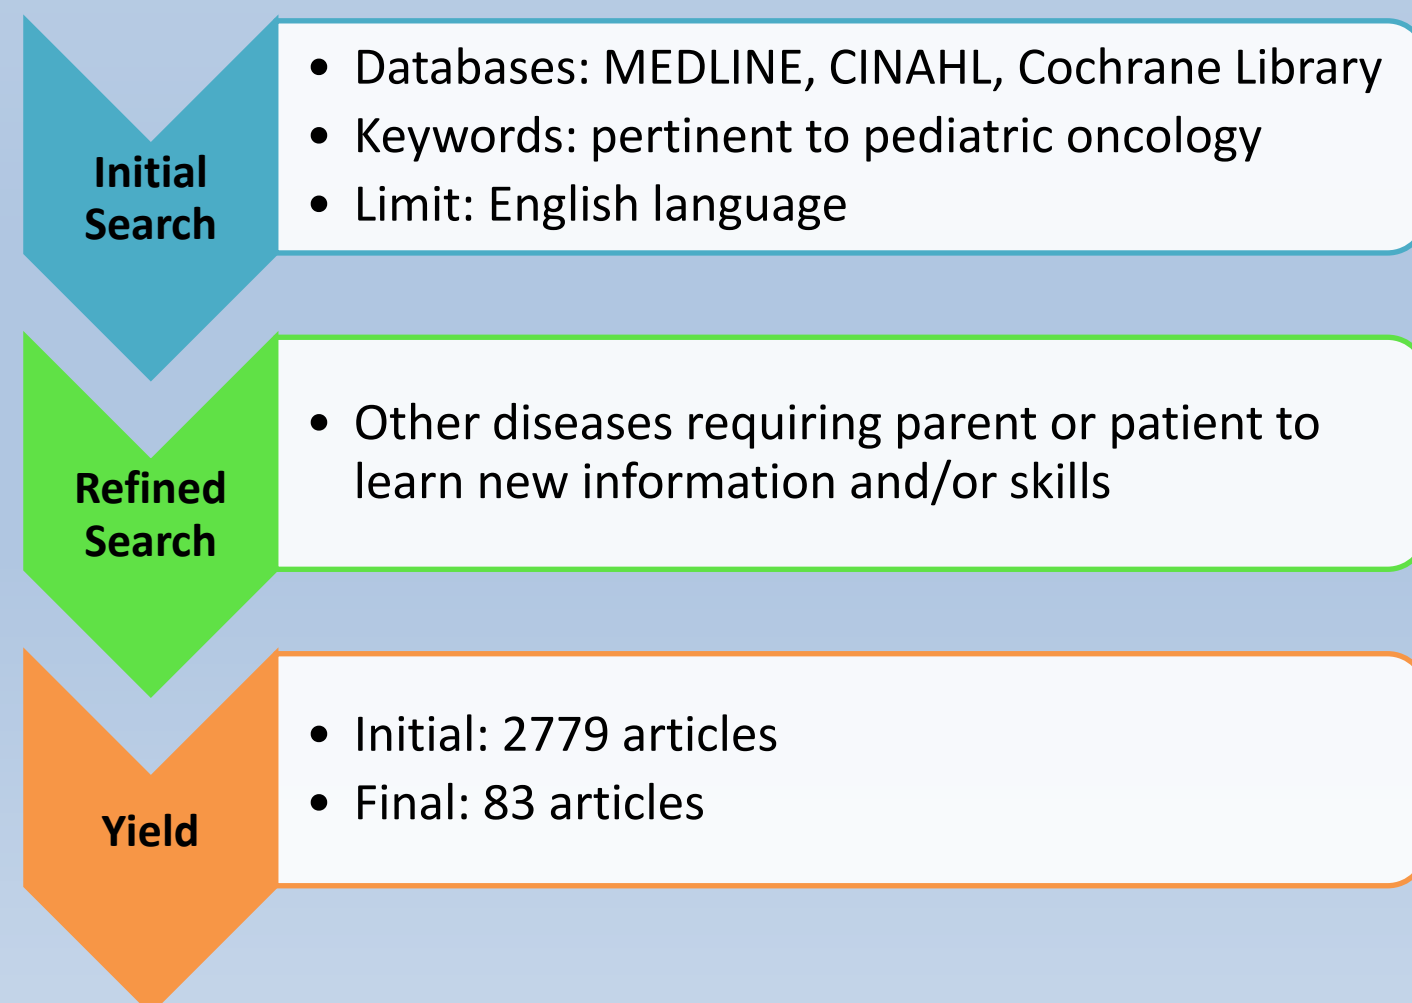 Initial
Search
• Databases: MEDLINE, CINAHL, Cochrane Library
• Keywords: pertinent to pediatric oncology
• Limit: English language
Refined
Search
• Other diseases requiring parent or patient to
learn new information and/or skills
Yield
• Initial: 2779 articles
• Final: 83 articles